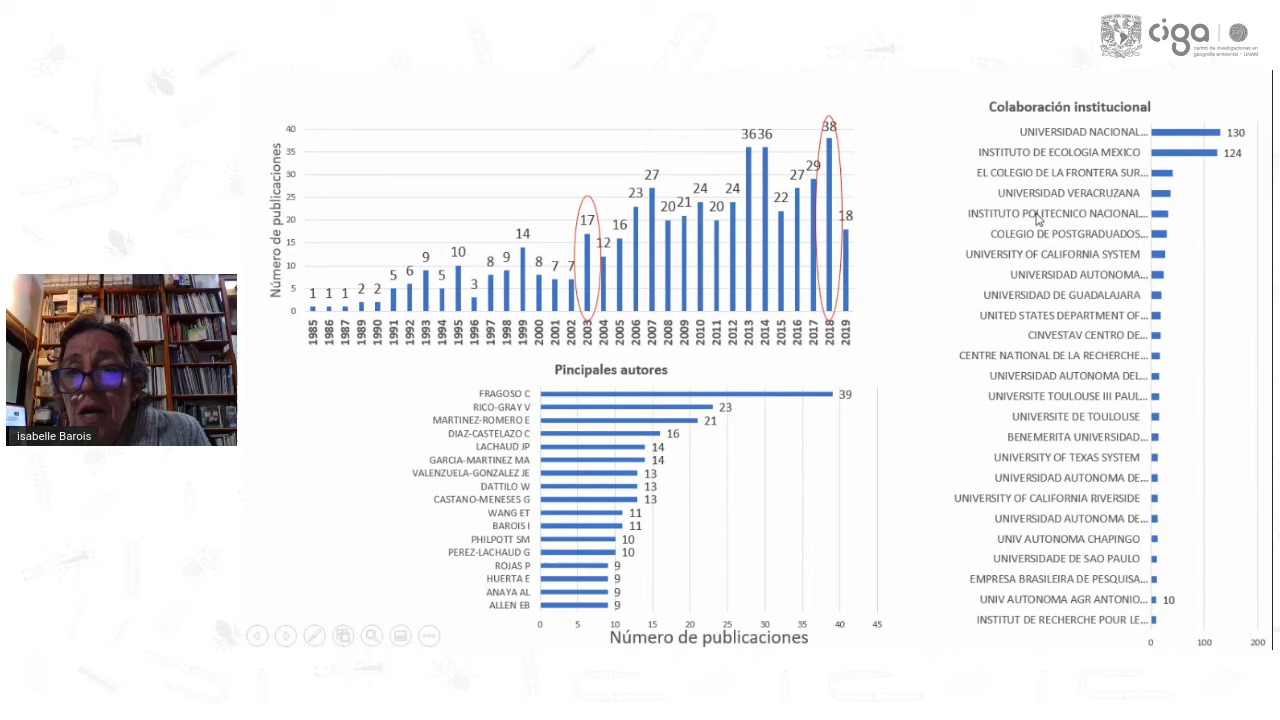 ciga
centro de investigaciones en
geografía ambiental - UNAM
Número de publicaciones
40
35
30
25
20
15
10
5
0
1 1 1 2 2 5 6 9 5 10 3 8 9 14 8 7 7 17 12 16 23 27 20 21 24 20 24 36 36 22 27 29 38 18
1985 1986 1987 1989 1990 1991 1992 1993 1994 1995 1996 1997 1998 1999 2000 2001 2002 2003 2004 2005 2006 2007 2008 2009 2010 2011 2012 2013 2014 2015 2016 2017 2018 2019
Pincipales autores
FRAGOSO C 39
RICO-GRAY V 23
MARTINEZ-ROMERO E 21
DIAZ-CASTELAZO C 16
LACHAUD JP 14
GARCIA-MARTINEZ MA 14
VALENZUELA-GONZALEZ JE 13
DATTILO W 13
CASTANO-MENESES G 13
WANG ET 11
BAROIS I 11
PHILPOTT SM 10
PEREZ-LACHAUD G 10
ROJAS P 9
HUERTA E 9
ANAYA AL 9
ALLEN EB 9
0 5 10 15 20 25 30 35 40 45
Número de publicaciones
Colaboración institucional
UNIVERSIDAD NACIONAL... 130
INSTITUTO DE ECOLOGIA MEXICO 124
EL COLEGIO DE LA FRONTERA SUR...
UNIVERSIDAD VERACRUZANA
INSTITUTO POLITECNICO NACIONAL...
COLEGIO DE POSTGRADUADOS...
UNIVERSITY OF CALIFORNIA SYSTEM
UNIVERSIDAD AUTONOMA...
UNIVERSIDAD DE GUADALAJARA
UNITED STATES DEPARTMENT OF...
CINVESTAV CENTRO DE...
CENTRE NATIONAL DE LA RECHERCHE...
UNIVERSIDAD AUTONOMA DEL...
UNIVERSITE TOULOUSE III PAUL...
UNIVERSITE DE TOULOUSE
BENEMERITA UNIVERSIDAD...
UNIVERSITY OF TEXAS SYSTEM
UNIVERSIDAD AUTONOMA DE...
UNIVERSITY OF CALIFORNIA RIVERSIDE
UNIVERSIDAD AUTONOMA DE...
UNIV AUTONOMA CHAPINGO
UNIVERSIDADE DE SAO PAULO
EMPRESA BRASILEIRA DE PESQUISA...
UNIV AUTONOMA AGR ANTONIO... 10
INSTITUT DE RECHERCHE POUR LE...
0 100 200
isabelle Barois